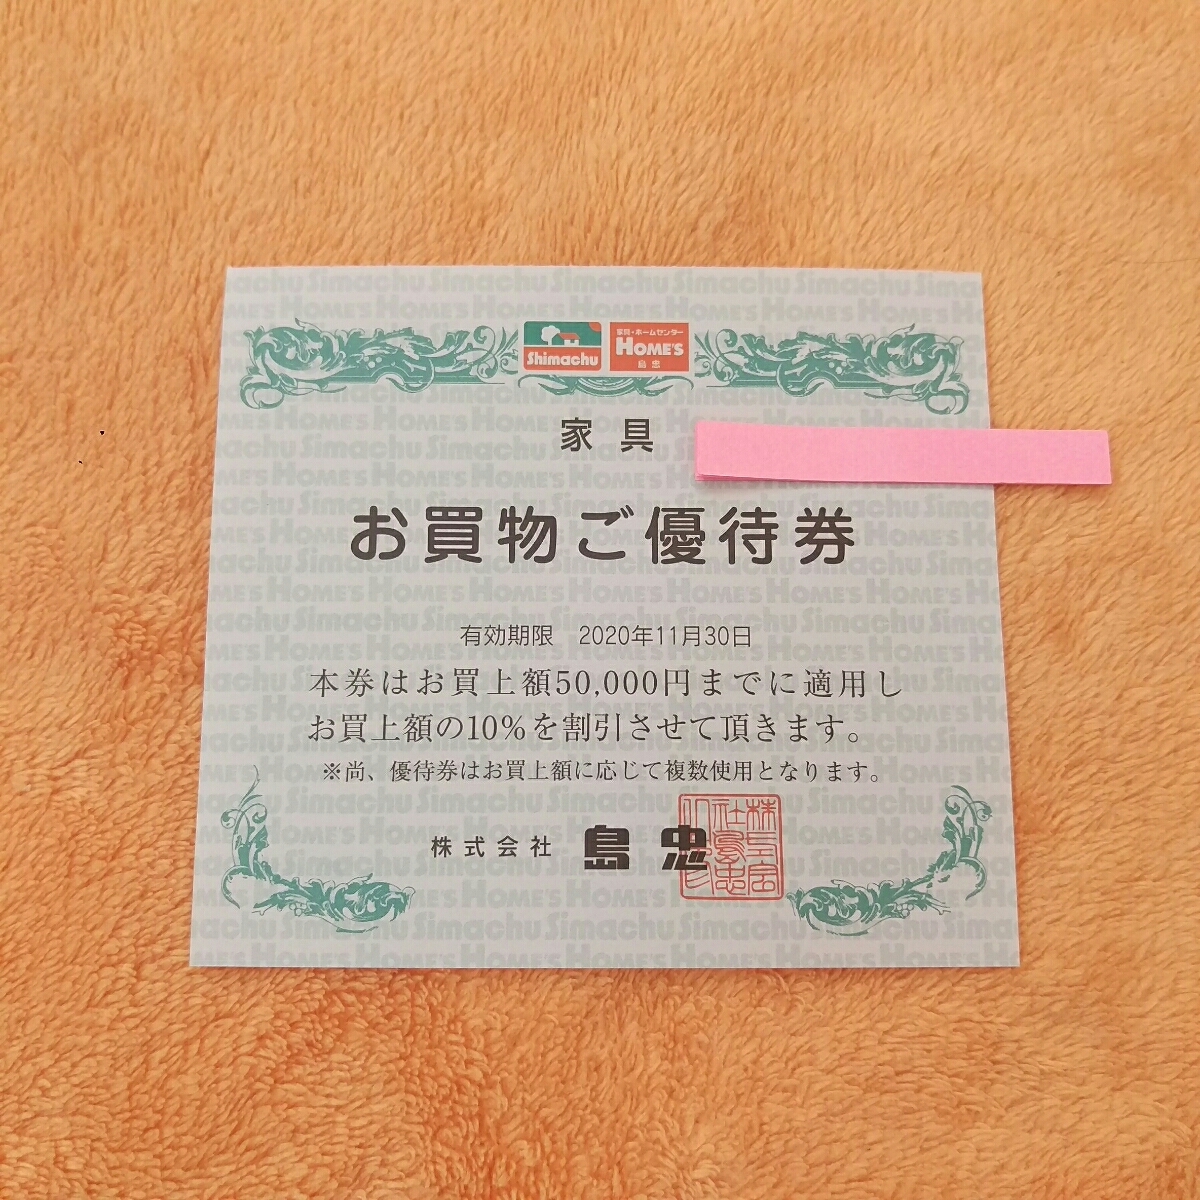 Shimachu
家具・ホームセンター
HOME'S
島忠
家具
お買物ご優待券
有効期限 2020年11月30日
本券はお買上額50,000円までに適用し
お買上額の10%を割引させて頂きます。
※尚、優待券はお買上額に応じて複数使用となります。
株式会社 島忠